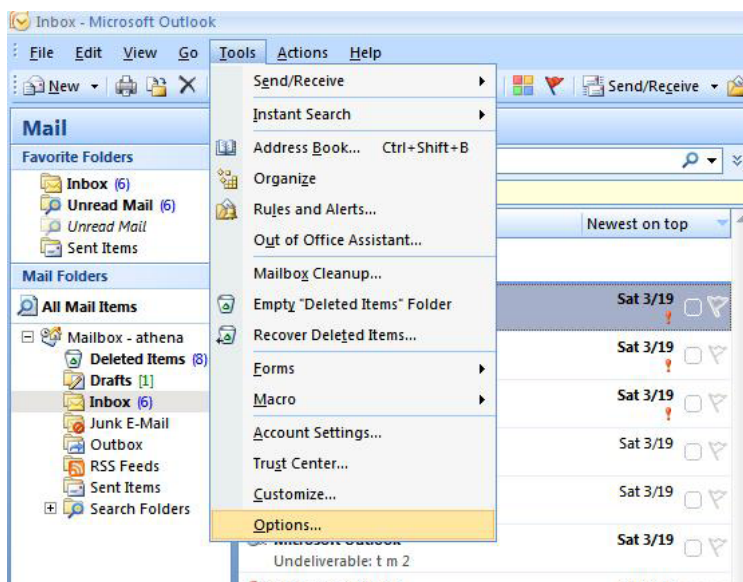 Inbox - Microsoft Outlook
File Edit View Go Tools Actions Help
New Send/Receive
Mail
Favorite Folders
Inbox (6)
Unread Mail (6)
Unread Mail
Sent Items
Mail Folders
All Mail Items
Mailbox - athena
Deleted Items (8)
Drafts [1]
Inbox (6)
Junk E-Mail
Outbox
RSS Feeds
Sent Items
Search Folders
Send/Receive
Instant Search
Address Book... Ctrl+Shift+B
Organize
Rules and Alerts...
Out of Office Assistant...
Mailbox Cleanup...
Empty "Deleted Items" Folder
Recover Deleted Items...
Forms
Macro
Account Settings...
Trust Center...
Customize...
Options...
Newest on top
Sat 3/19
Sat 3/19
Sat 3/19
Sat 3/19
Sat 3/19
Microsoft Outlook Sat 3/19
Undeliverable: t m 2